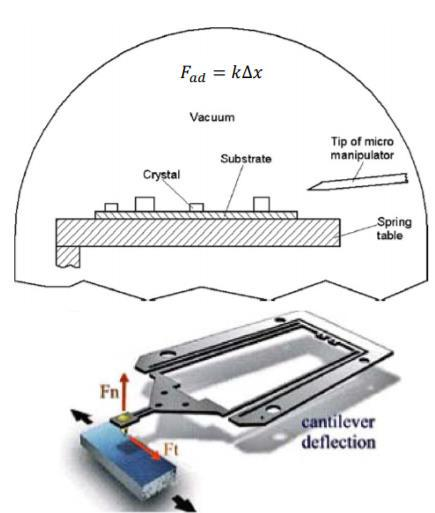 F_ad = kΔx
Vacuum
Tip of micro
manipulator
Substrate
Crystal
Spring
table
Fn
Ft
cantilever
deflection